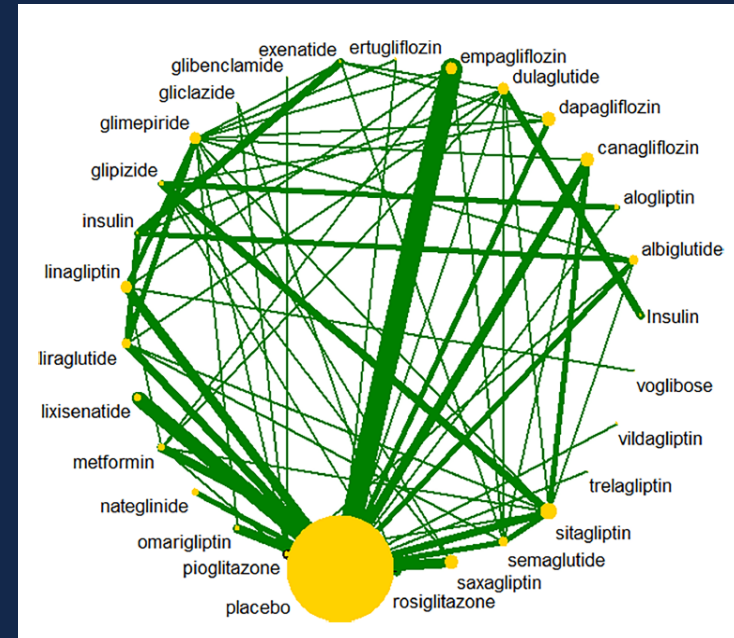 exenatide
ertugliflozin
empagliflozin
glibenclamide
dulaglutide
gliclazide
dapagliflozin
glimepiride
canagliflozin
glipizide
alogliptin
insulin
albiglutide
linagliptin
Insulin
liraglutide
voglibose
lixisenatide
vildagliptin
metformin
trelagliptin
nateglinide
sitagliptin
omarigliptin
semaglutide
pioglitazone
saxagliptin
placebo
rosiglitazone